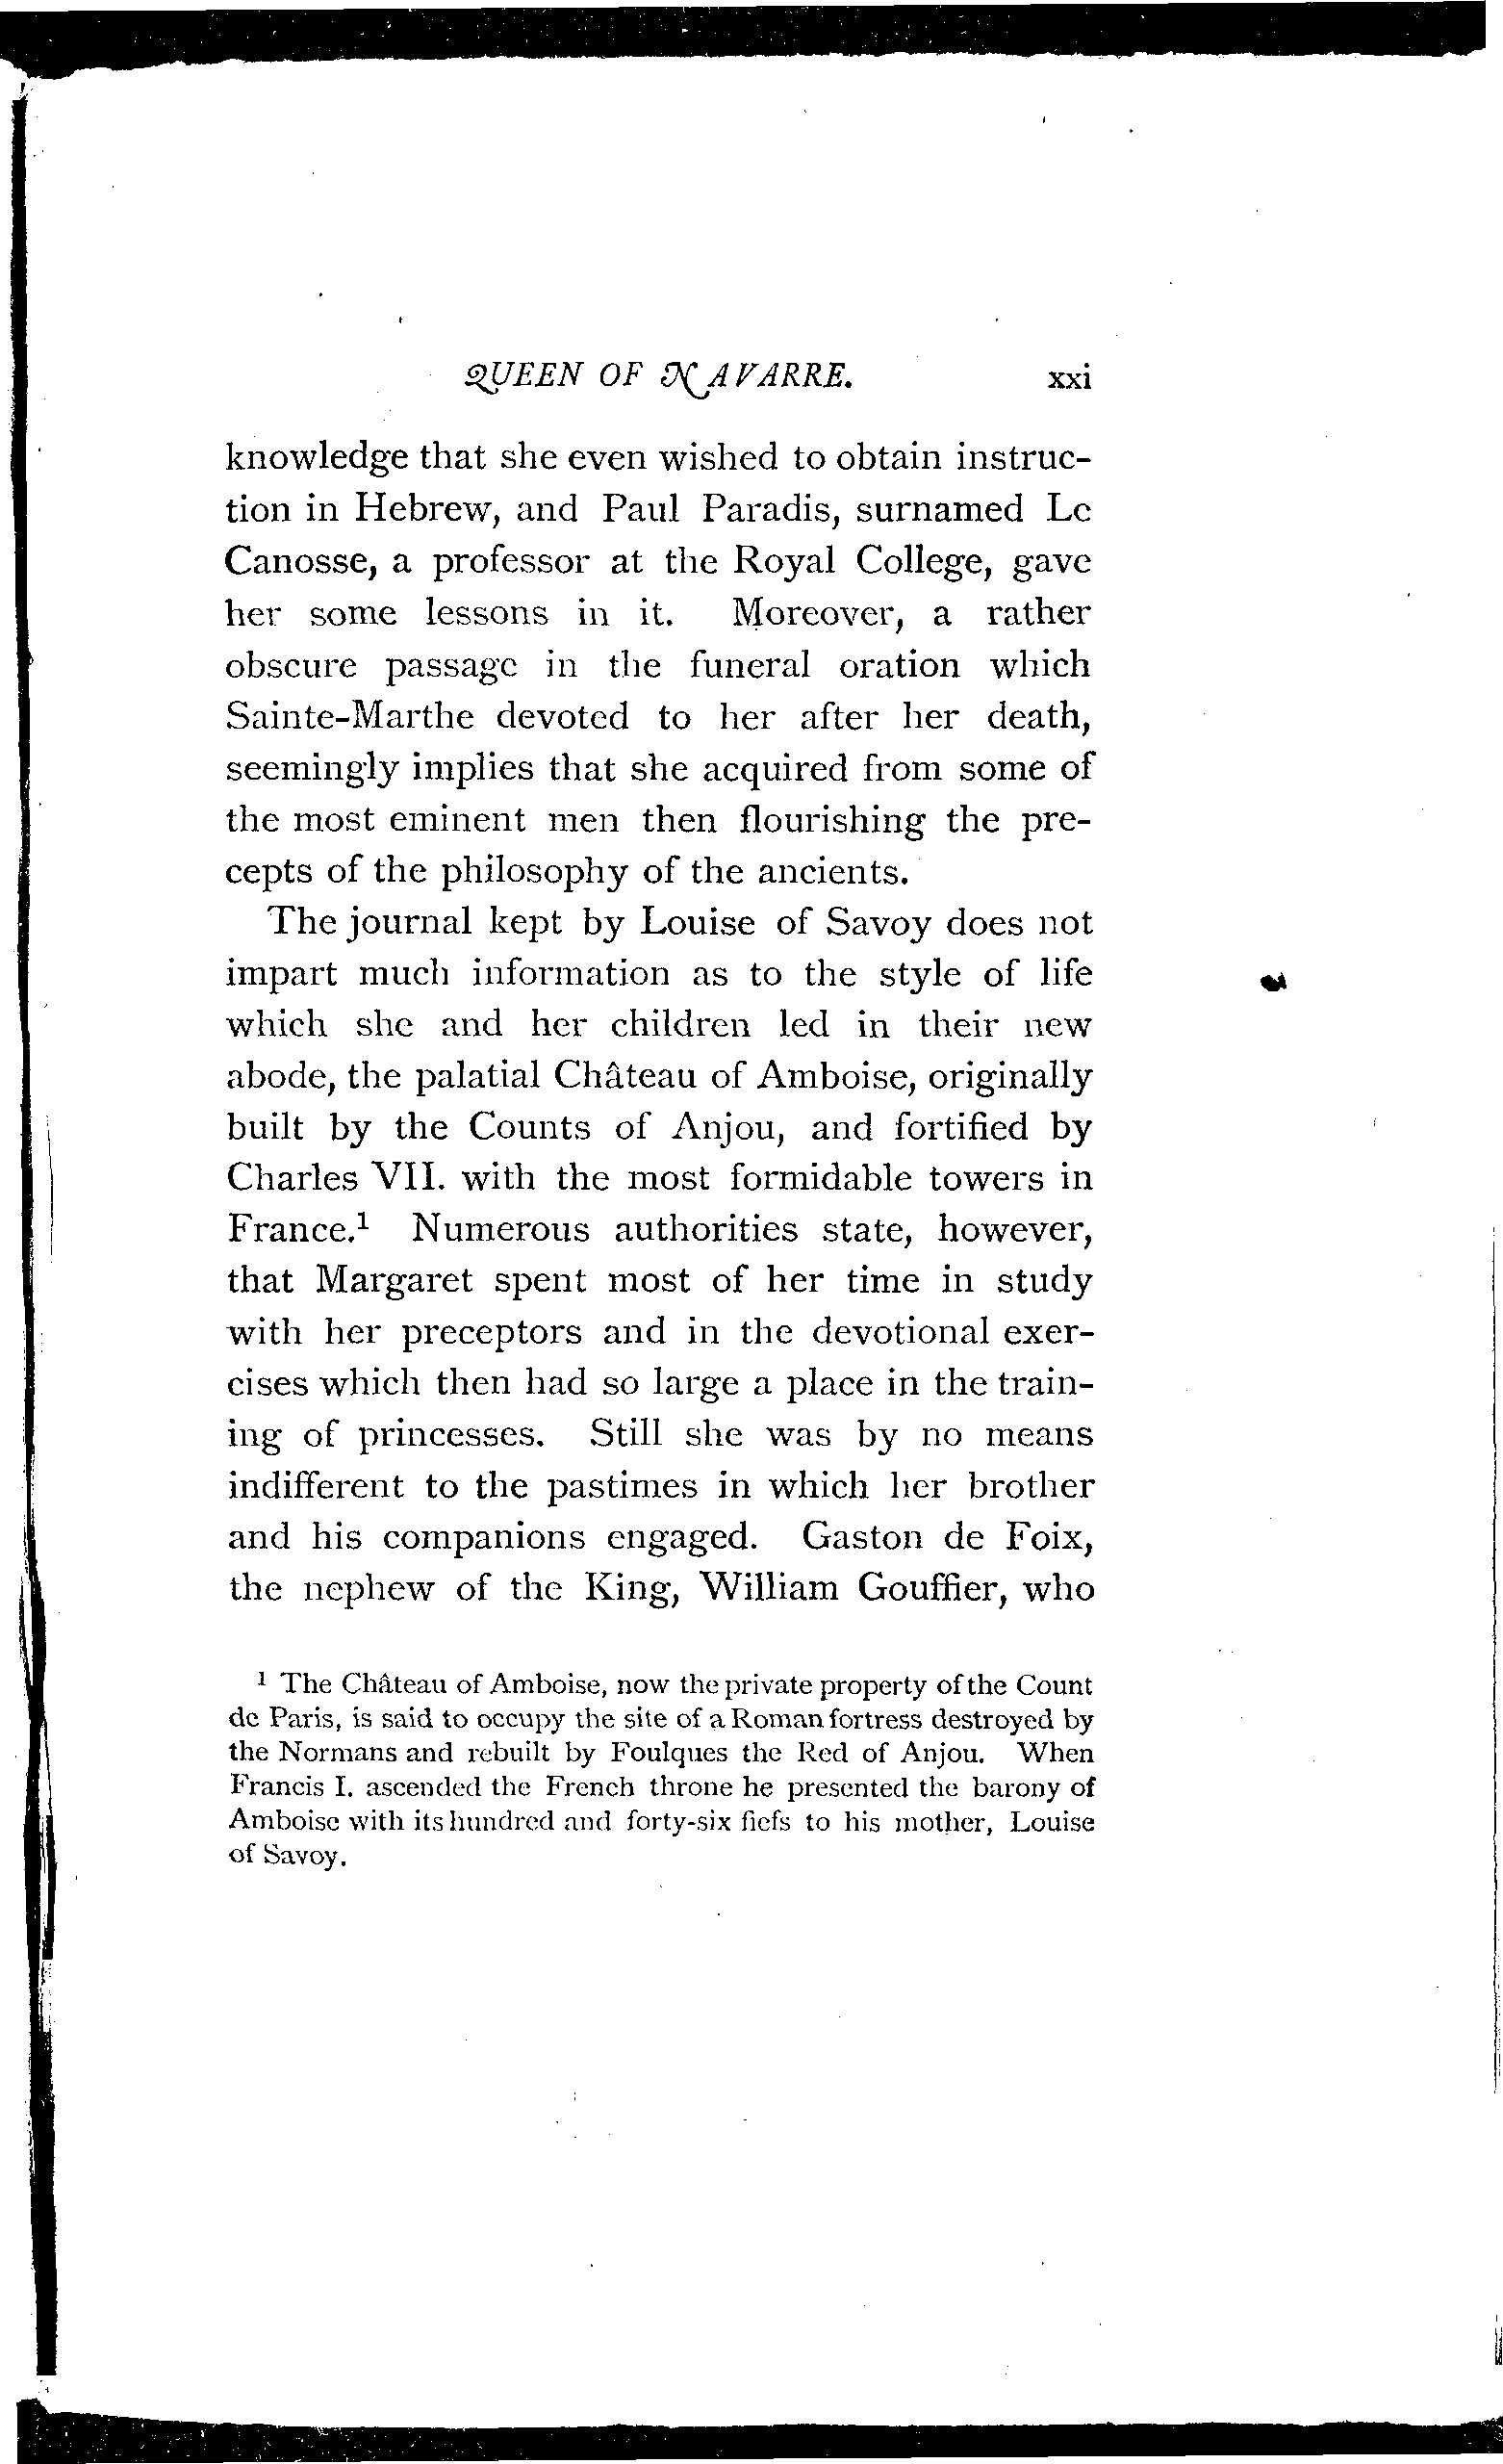 QUEEN OF NAVARRE. xxi
knowledge that she even wished to obtain instruc-
tion in Hebrew, and Paul Paradis, surnamed Le
Canosse, a professor at the Royal College, gave
her some lessons in it. Moreover, a rather
obscure passage in the funeral oration which
Sainte-Marthe devoted to her after her death,
seemingly implies that she acquired from some of
the most eminent men then flourishing the pre-
cepts of the philosophy of the ancients.
The journal kept by Louise of Savoy does not
impart much information as to the style of life
which she and her children led in their new
abode, the palatial Château of Amboise, originally
built by the Counts of Anjou, and fortified by
Charles VII. with the most formidable towers in
France.¹ Numerous authorities state, however,
that Margaret spent most of her time in study
with her preceptors and in the devotional exer-
cises which then had so large a place in the train-
ing of princesses. Still she was by no means
indifferent to the pastimes in which her brother
and his companions engaged. Gaston de Foix,
the nephew of the King, William Gouffier, who
¹ The Château of Amboise, now the private property of the Count
de Paris, is said to occupy the site of a Roman fortress destroyed by
the Normans and rebuilt by Foulques the Red of Anjou. When
Francis I. ascended the French throne he presented the barony of
Amboise with its hundred and forty-six fiefs to his mother, Louise
of Savoy.